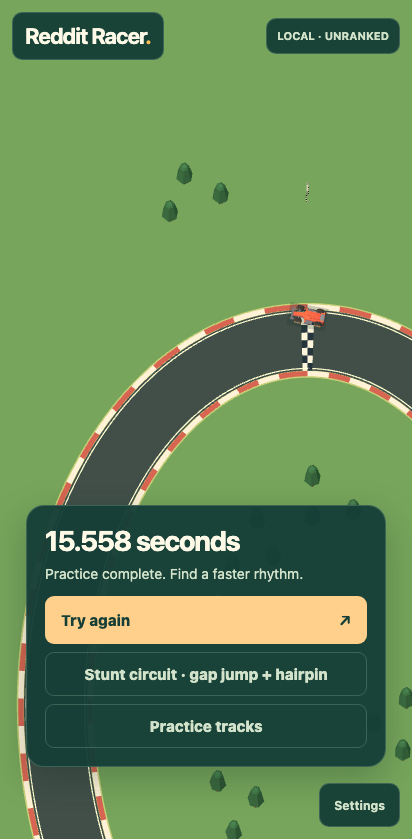 Reddit Racer.
LOCAL · UNRANKED
15.558 seconds
Practice complete. Find a faster rhythm.
Try again
Stunt circuit · gap jump + hairpin
Practice tracks
Settings